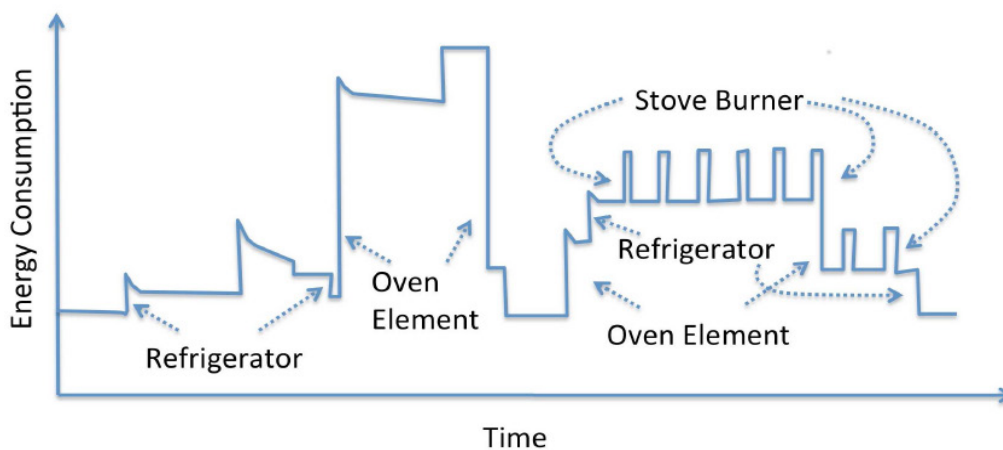 Energy Consumption
Stove Burner
Refrigerator
Oven
Element
Refrigerator
Oven Element
Time